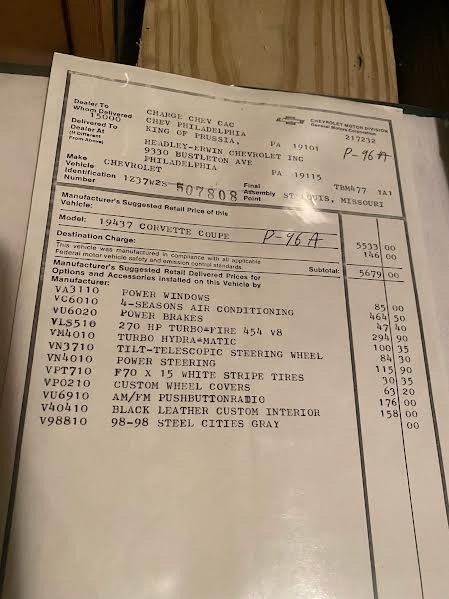 Dealer To
Whom Delivered CHARGE CHEV CAC
15000 CHEV PHILADELPHIA
Delivered To KING OF PRUSSIA, PA 19101
Dealer At
(If Different
From Above) HEADLEY-ERWIN CHEVROLET INC
9330 BUSTLETON AVE
PHILADELPHIA PA 19115
CHEVROLET MOTOR DIVISION
General Motors Corporation
217232
P-96A
TBM477 YA1
Make CHEVROLET
Vehicle
Identification 1Z37W2S 507808
Number
Final
Assembly ST LOUIS, MISSOURI
Point
Manufacturer's Suggested Retail Price of this
Vehicle:
Model: 19437 CORVETTE COUPE P-96A 5533 00
Destination Charge: 146 00
This vehicle was manufactured in compliance with all applicable
Federal motor vehicle safety and emission control standards.
Subtotal: 5679 00
Manufacturer's Suggested Retail Delivered Prices for
Options and Accessories installed on this Vehicle by
Manufacturer:
VA3110 POWER WINDOWS 85 00
VC6010 4-SEASONS AIR CONDITIONING 464 50
VU6020 POWER BRAKES 47 40
VLS510 270 HP TURBO=FIRE 454 V8 294 90
VM4010 TURBO HYDRA=MATIC 100 35
VN3710 TILT-TELESCOPIC STEERING WHEEL 84 30
VN4010 POWER STEERING 115 90
VPT710 F70 X 15 WHITE STRIPE TIRES 30 35
VP0210 CUSTOM WHEEL COVERS 63 20
VU6910 AM/FM PUSHBUTTONRADIO 176 00
V40410 BLACK LEATHER CUSTOM INTERIOR 158 00
V98810 98-98 STEEL CITIES GRAY 00